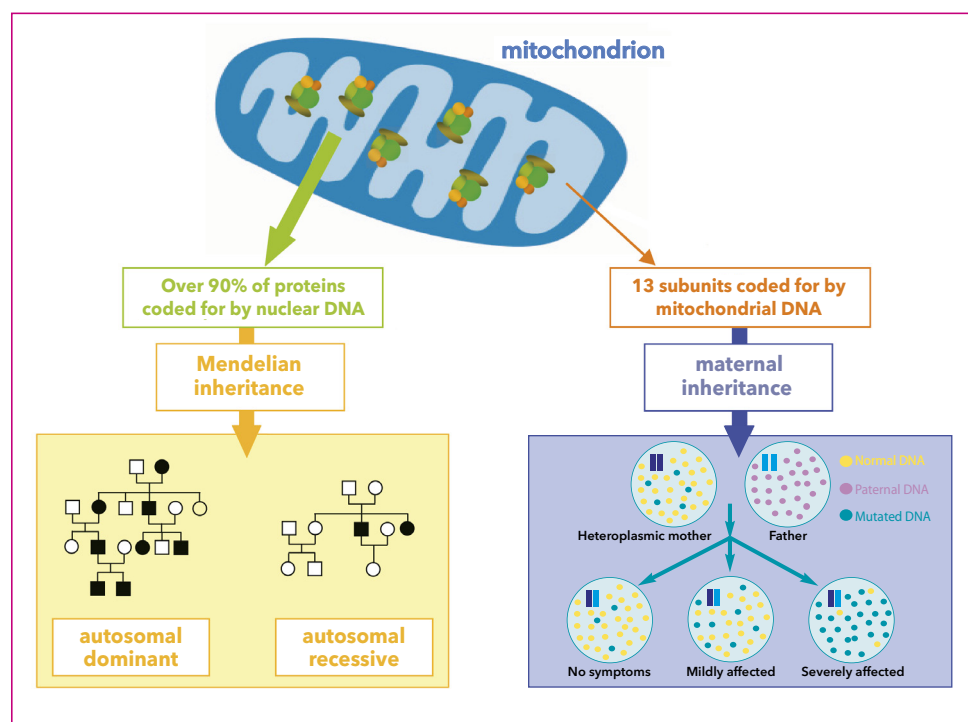 mitochondrion
Over 90% of proteins
coded for by nuclear DNA
13 subunits coded for by
mitochondrial DNA
Mendelian
inheritance
maternal
inheritance
Normal DNA
Paternal DNA
Mutated DNA
Heteroplasmic mother
Father
autosomal
dominant
autosomal
recessive
No symptoms
Mildly affected
Severely affected